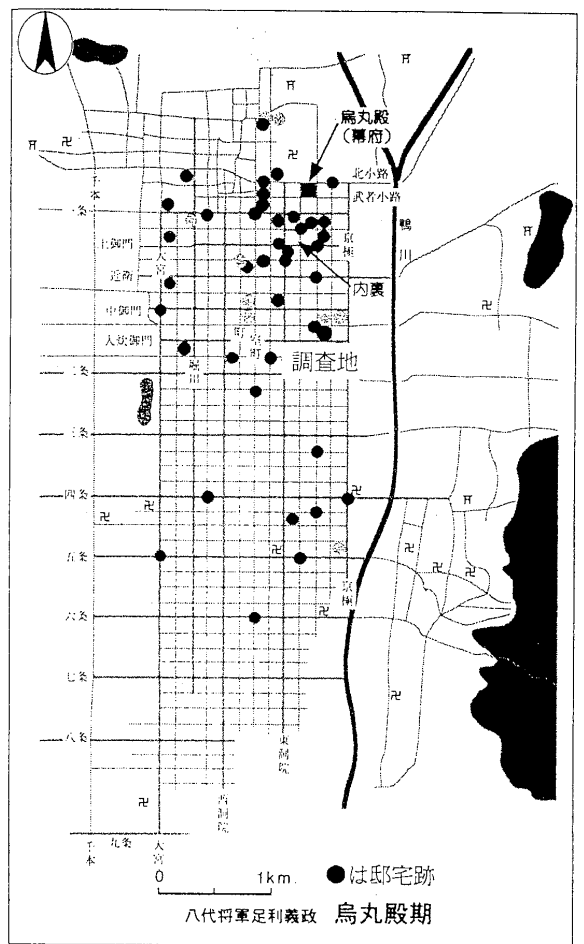 烏丸殿
(幕府)
北小路
武者小路
千本
一条
土御門
京極
鴨川
近衛
大宮
内裏
中御門
町
室町
大炊御門
堀川
調査地
二条
三条
四条
五条
京極
六条
七条
東洞院
八条
西洞院
九条
千本
大宮
0 1km.
●は邸宅跡
八代将軍足利義政 烏丸殿期